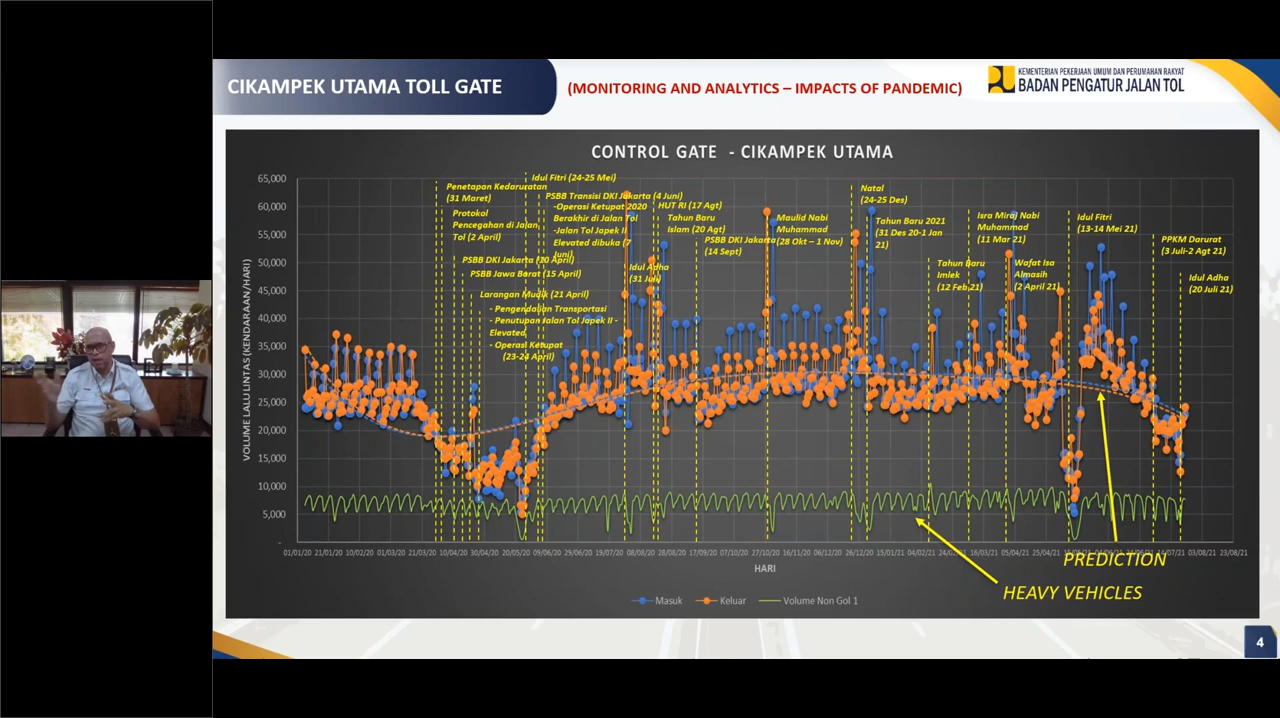 CIKAMPEK UTAMA TOLL GATE
(MONITORING AND ANALYTICS – IMPACTS OF PANDEMIC)
KEMENTERIAN PEKERJAAN UMUM DAN PERUMAHAN RAKYAT
BADAN PENGATUR JALAN TOL
CONTROL GATE - CIKAMPEK UTAMA
VOLUME LALU LINTAS (KENDARAAN/HARI)
65,000
60,000
55,000
50,000
45,000
40,000
35,000
30,000
25,000
20,000
15,000
10,000
5,000
-
Penetapan Kedaruratan
(31 Maret)
Protokol
Pencegahan di Jalan
Tol (2 April)
PSBB DKI Jakarta (10 April)
PSBB Jawa Barat (15 April)
Larangan Mudik (21 April)
- Pengendalian Transportasi
- Penutupan Jalan Tol Japek II -
Elevated
- Operasi Ketupat
(23-24 April)
Idul Fitri (24-25 Mei)
PSBB Transisi DKI Jakarta (4 Juni)
-Operasi Ketupat 2020
Berakhir di Jalan Tol
-Jalan Tol Japek II
Elevated dibuka (7
Juni)
Idul Adha
(31 Juli)
HUT RI (17 Agt)
Tahun Baru
Islam (20 Agt)
PSBB DKI Jakarta
(14 Sept)
Maulid Nabi
Muhammad
(28 Okt – 1 Nov)
Natal
(24-25 Des)
Tahun Baru 2021
(31 Des 20-1 Jan
21)
Tahun Baru
Imlek
(12 Feb 21)
Isra Miraj Nabi
Muhammad
(11 Mar 21)
Wafat Isa
Almasih
(2 April 21)
Idul Fitri
(13-14 Mei 21)
PPKM Darurat
(3 Juli-2 Agt 21)
Idul Adha
(20 Juli 21)
01/01/20 21/01/20 10/02/20 01/03/20 21/03/20 10/04/20 30/04/20 20/05/20 09/06/20 29/06/20 19/07/20 08/08/20 28/08/20 17/09/20 07/10/20 27/10/20 16/11/20 06/12/20 26/12/20 15/01/21 04/02/21 24/02/21 16/03/21 05/04/21 25/04/21 15/05/21 04/06/21 24/06/21 14/07/21 03/08/21 23/08/21
HARI
PREDICTION
HEAVY VEHICLES
Masuk Keluar Volume Non Gol 1
4